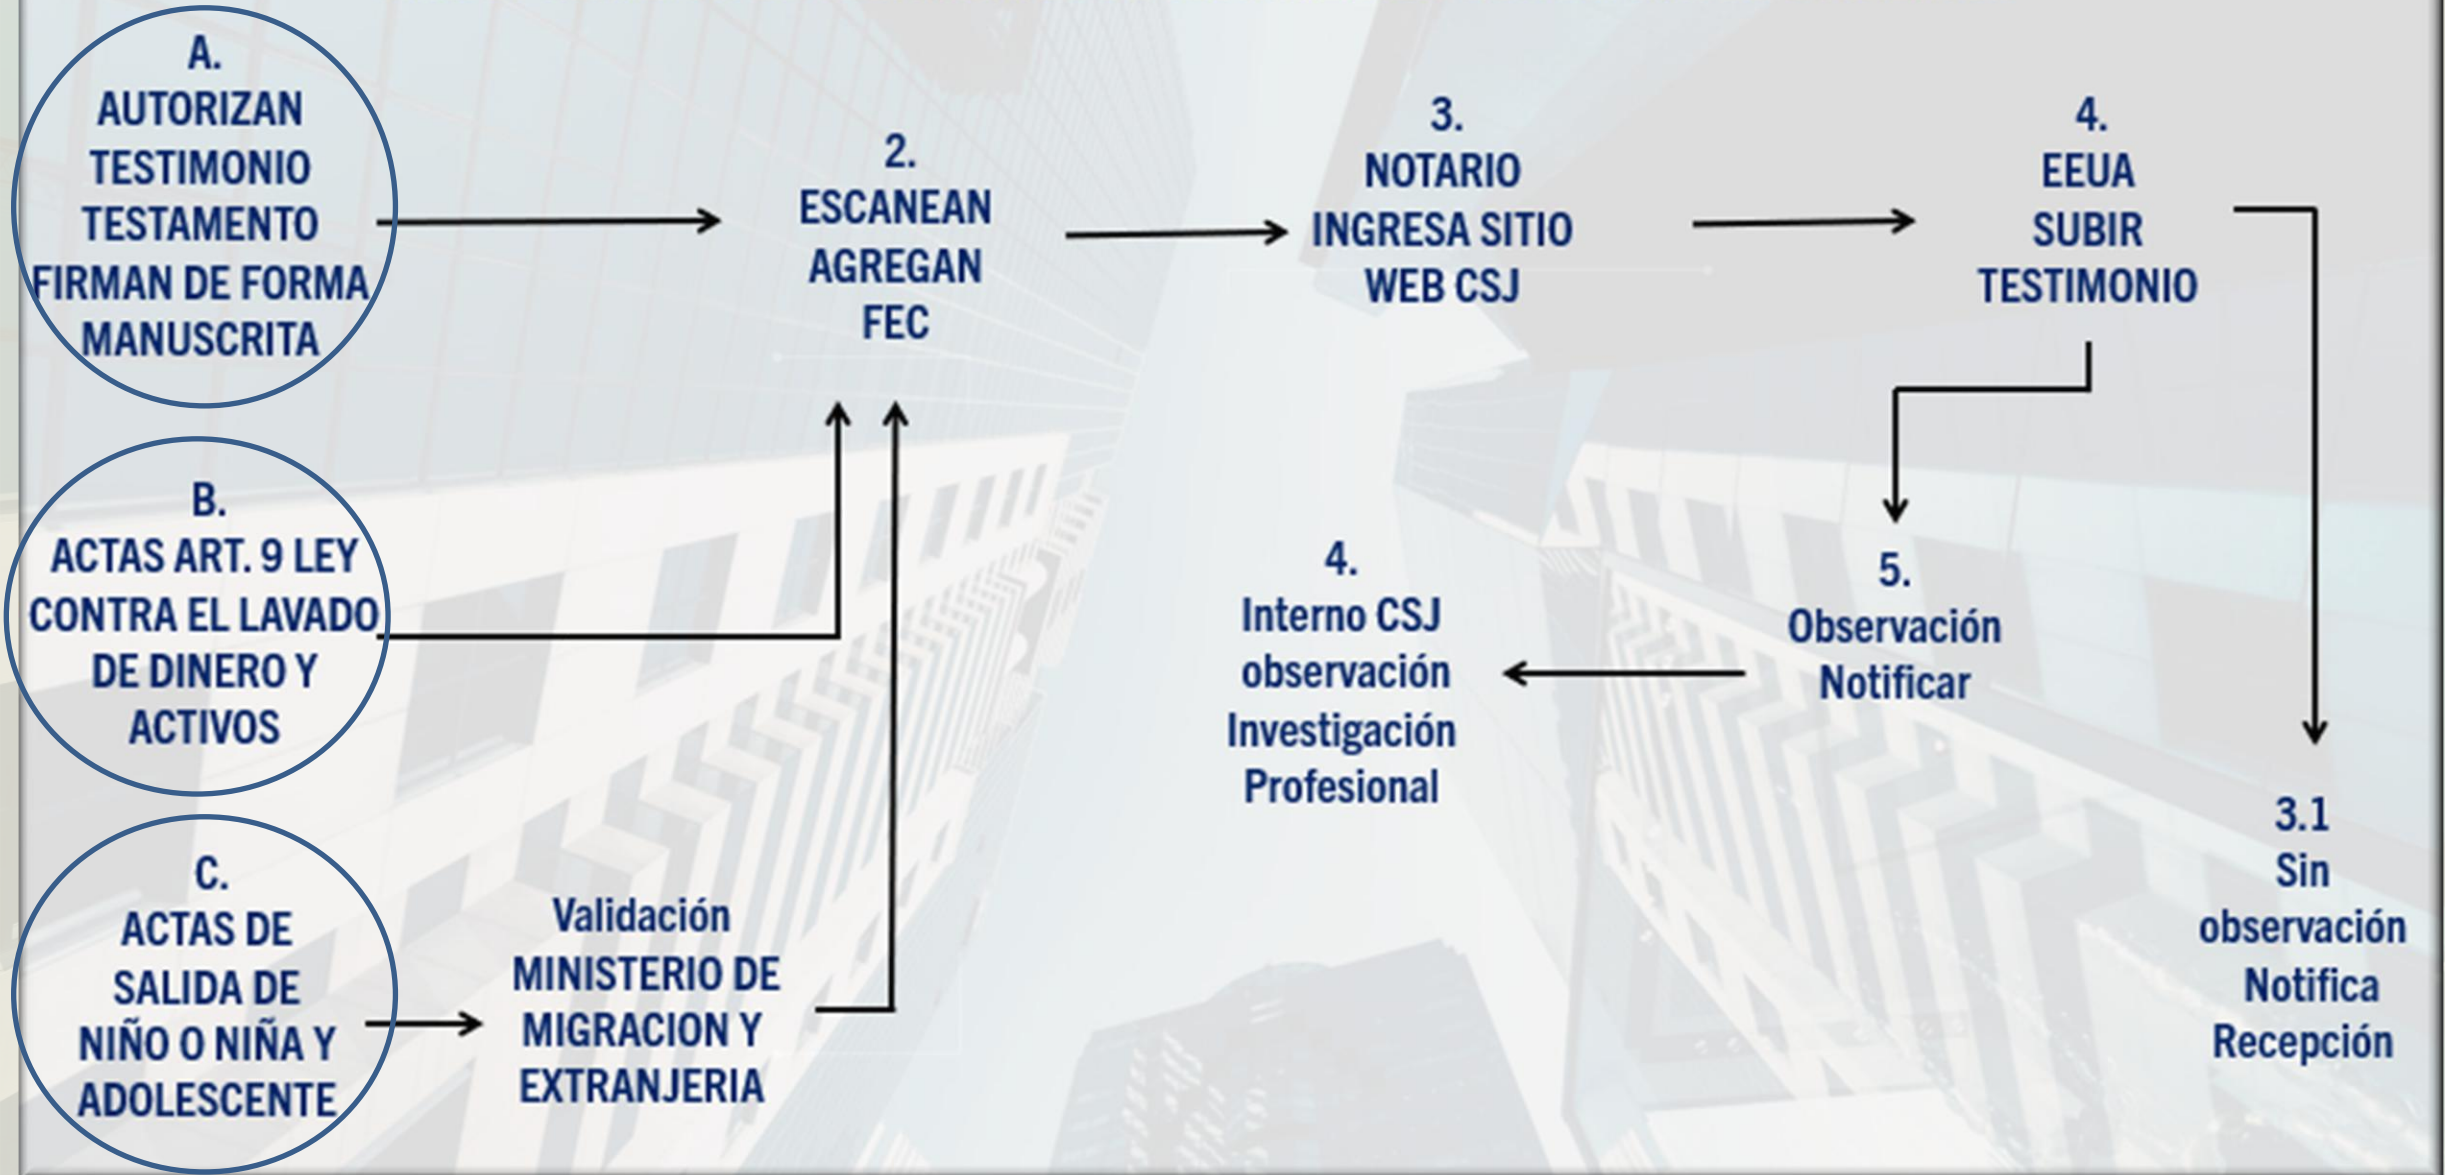 A.
AUTORIZAN
TESTIMONIO
TESTAMENTO
FIRMAN DE FORMA
MANUSCRITA
2.
ESCANEAN
AGREGAN
FEC
3.
NOTARIO
INGRESA SITIO
WEB CSJ
4.
EEUA
SUBIR
TESTIMONIO
B.
ACTAS ART. 9 LEY
CONTRA EL LAVADO
DE DINERO Y
ACTIVOS
4.
Interno CSJ
observación
Investigación
Profesional
5.
Observación
Notificar
3.1
Sin
observación
Notifica
Recepción
C.
ACTAS DE
SALIDA DE
NIÑO O NIÑA Y
ADOLESCENTE
Validación
MINISTERIO DE
MIGRACION Y
EXTRANJERIA